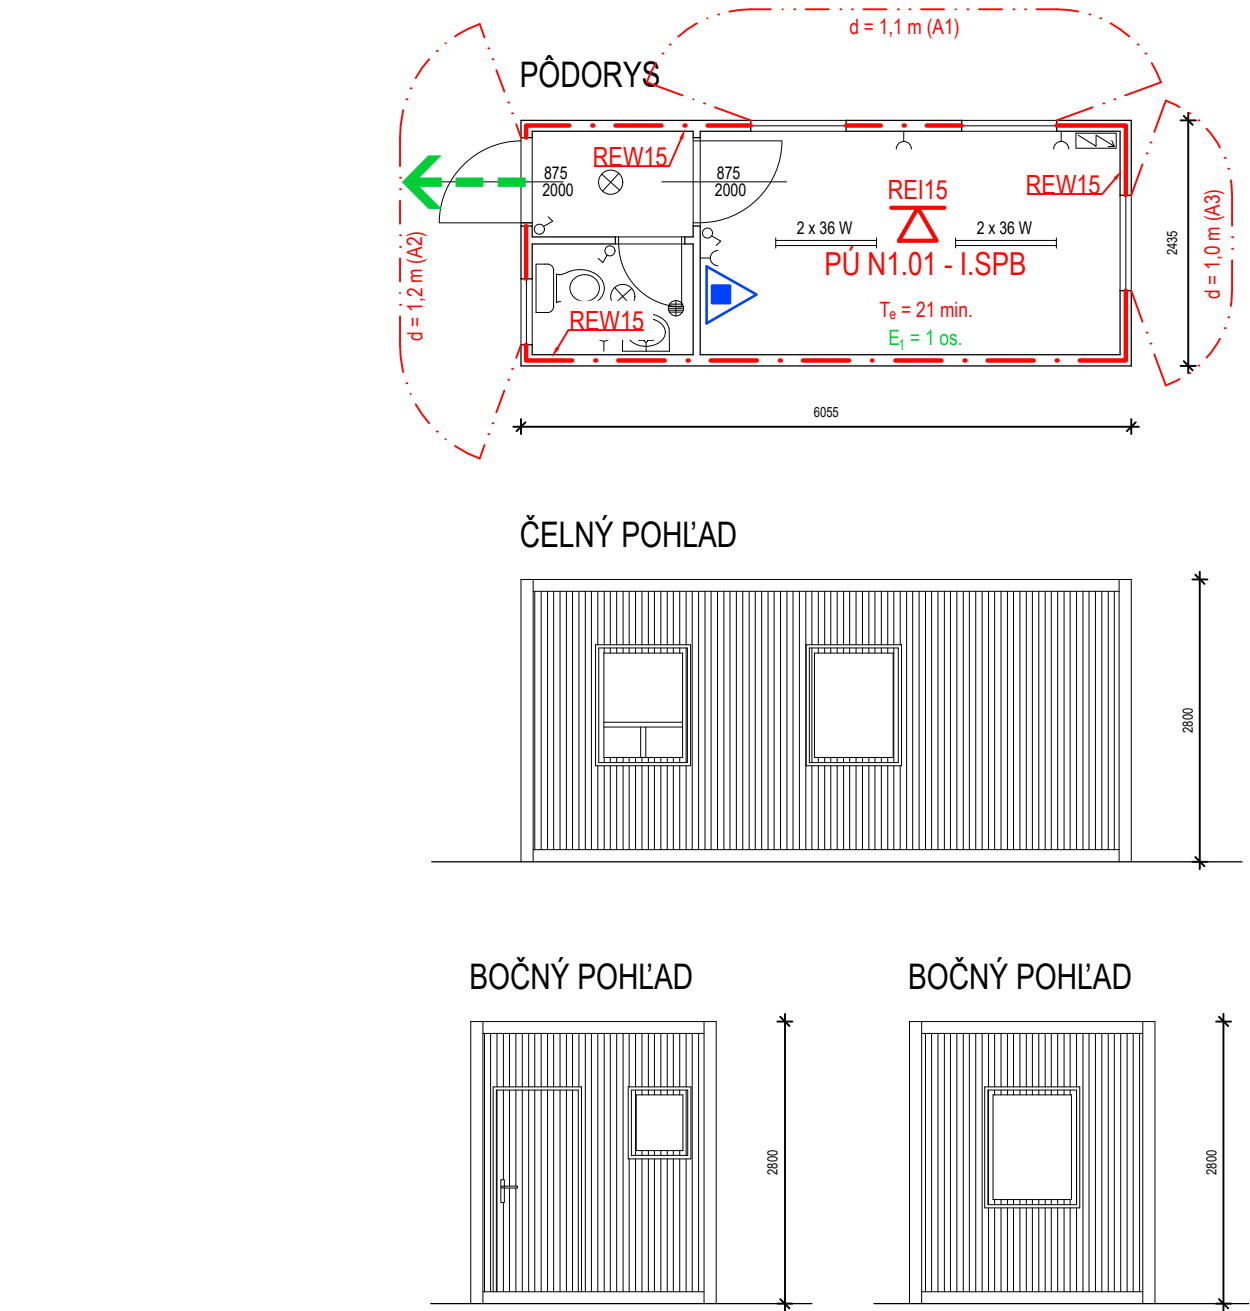 d = 1,1 m (A1)
PÔDORYS
REW15
875
2000
875
2000
REI15
REW15
2 x 36 W
2 x 36 W
PÚ N1.01 - I.SPB
Te = 21 min.
E1 = 1 os.
REW15
d = 1,2 m (A2)
d = 1,0 m (A3)
2435
6055
ČELNÝ POHĽAD
2800
BOČNÝ POHĽAD
BOČNÝ POHĽAD
2800
2800